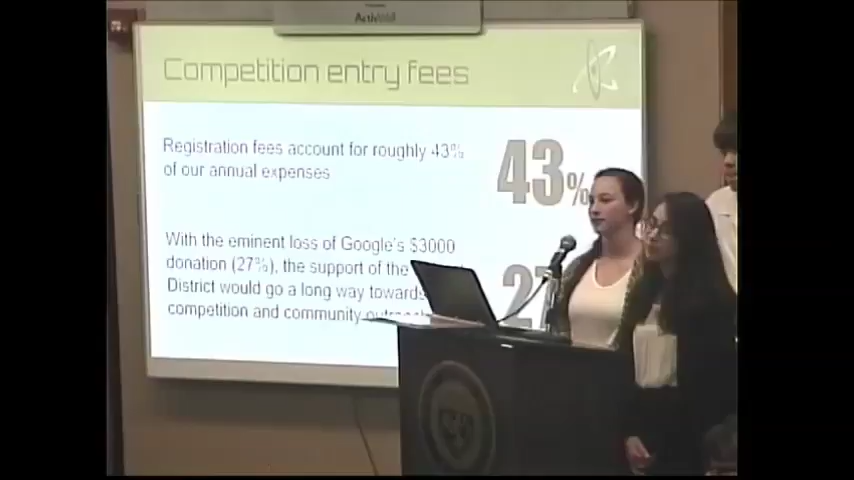 Competition entry fees
Registration fees account for roughly 43%
of our annual expenses
43%
With the eminent loss of Google's $3000
donation (27%), the support of the
District would go a long way towards
competition and community
27